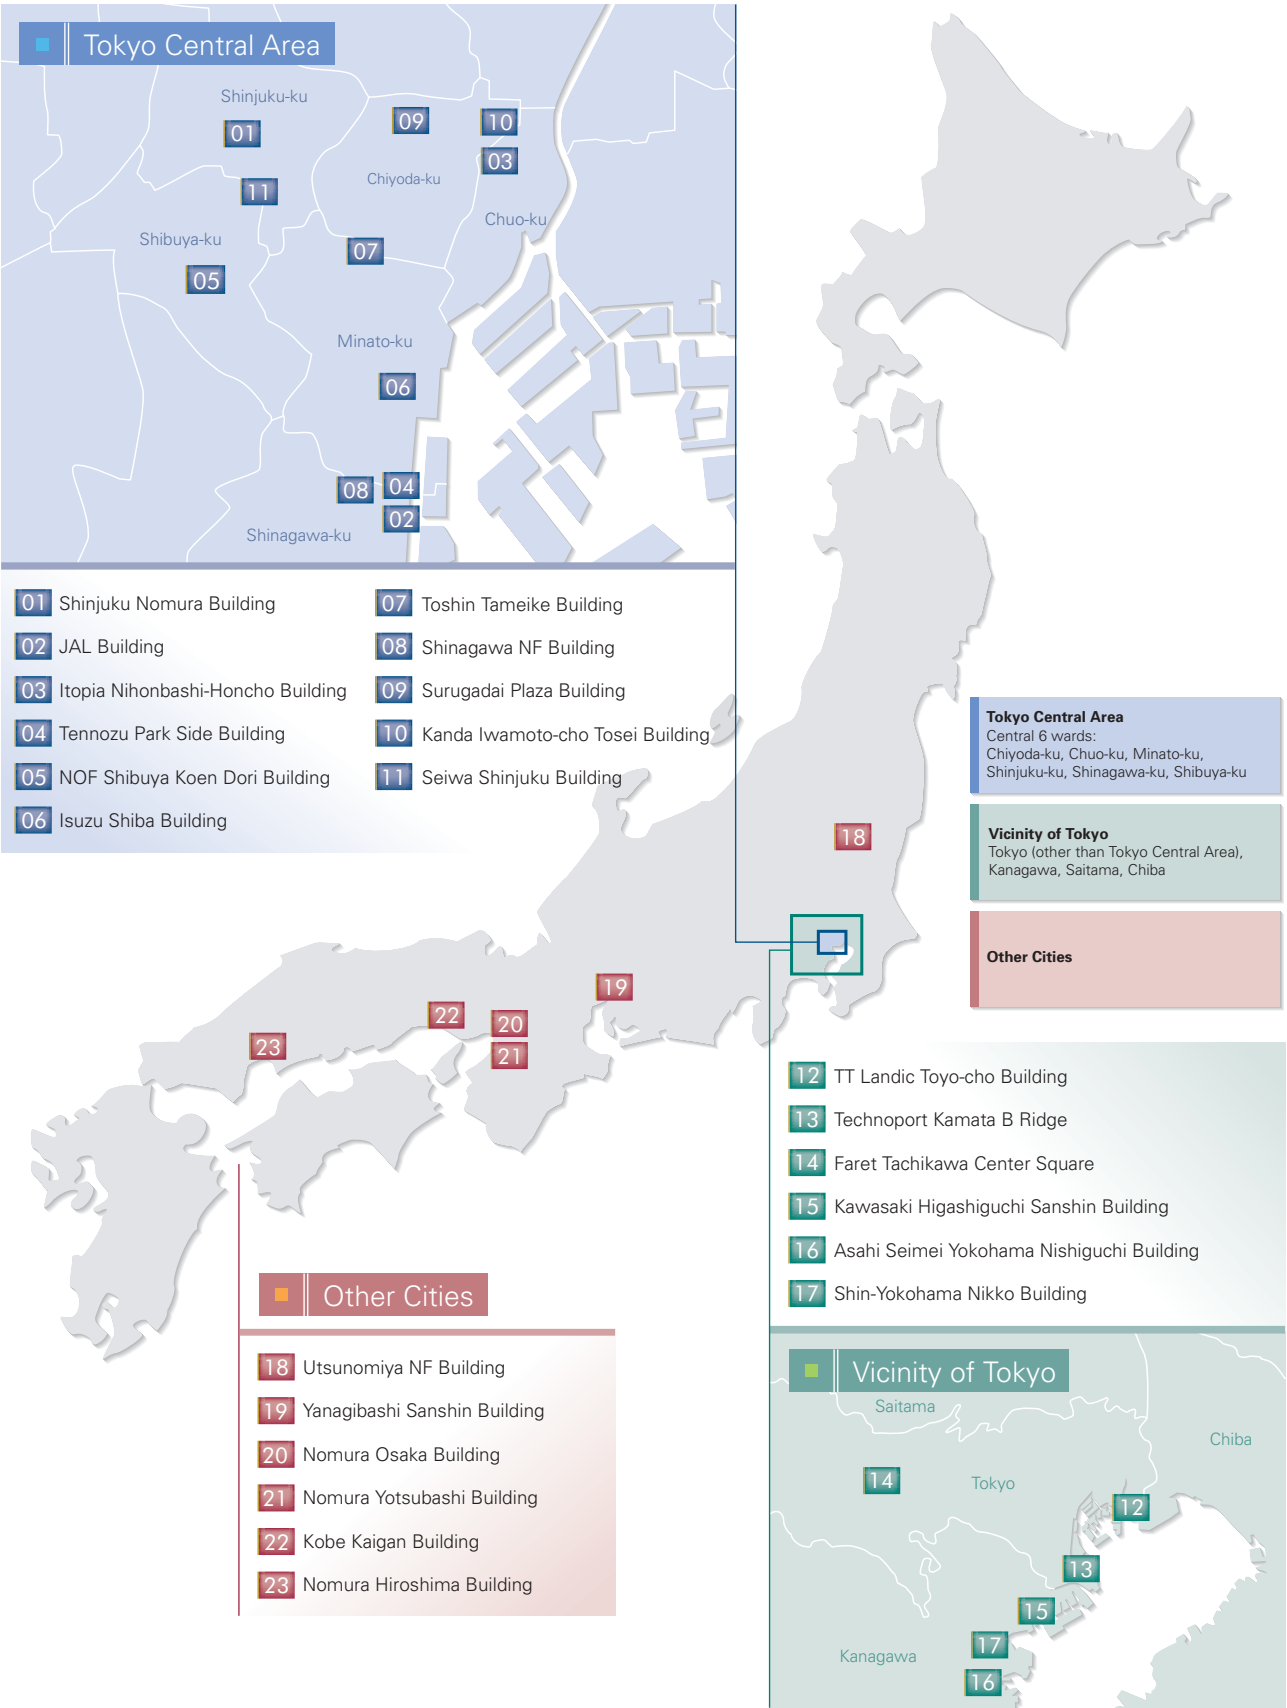 Tokyo Central Area
Shinjuku-ku
01
09
10
03
11
Chiyoda-ku
Chuo-ku
Shibuya-ku
07
05
Minato-ku
06
08
04
02
Shinagawa-ku
01 Shinjuku Nomura Building
02 JAL Building
03 Itopia Nihonbashi-Honcho Building
04 Tennozu Park Side Building
05 NOF Shibuya Koen Dori Building
06 Isuzu Shiba Building
07 Toshin Tameike Building
08 Shinagawa NF Building
09 Surugadai Plaza Building
10 Kanda Iwamoto-cho Tosei Building
11 Seiwa Shinjuku Building
Tokyo Central Area
Central 6 wards:
Chiyoda-ku, Chuo-ku, Minato-ku,
Shinjuku-ku, Shinagawa-ku, Shibuya-ku
Vicinity of Tokyo
Tokyo (other than Tokyo Central Area),
Kanagawa, Saitama, Chiba
Other Cities
18
19
22
20
21
23
12 TT Landic Toyo-cho Building
13 Technoport Kamata B Ridge
14 Faret Tachikawa Center Square
15 Kawasaki Higashiguchi Sanshin Building
16 Asahi Seimei Yokohama Nishiguchi Building
17 Shin-Yokohama Nikko Building
Other Cities
18 Utsunomiya NF Building
19 Yanagibashi Sanshin Building
20 Nomura Osaka Building
21 Nomura Yotsubashi Building
22 Kobe Kaigan Building
23 Nomura Hiroshima Building
Vicinity of Tokyo
Saitama
Chiba
14
Tokyo
12
13
15
17
Kanagawa
16